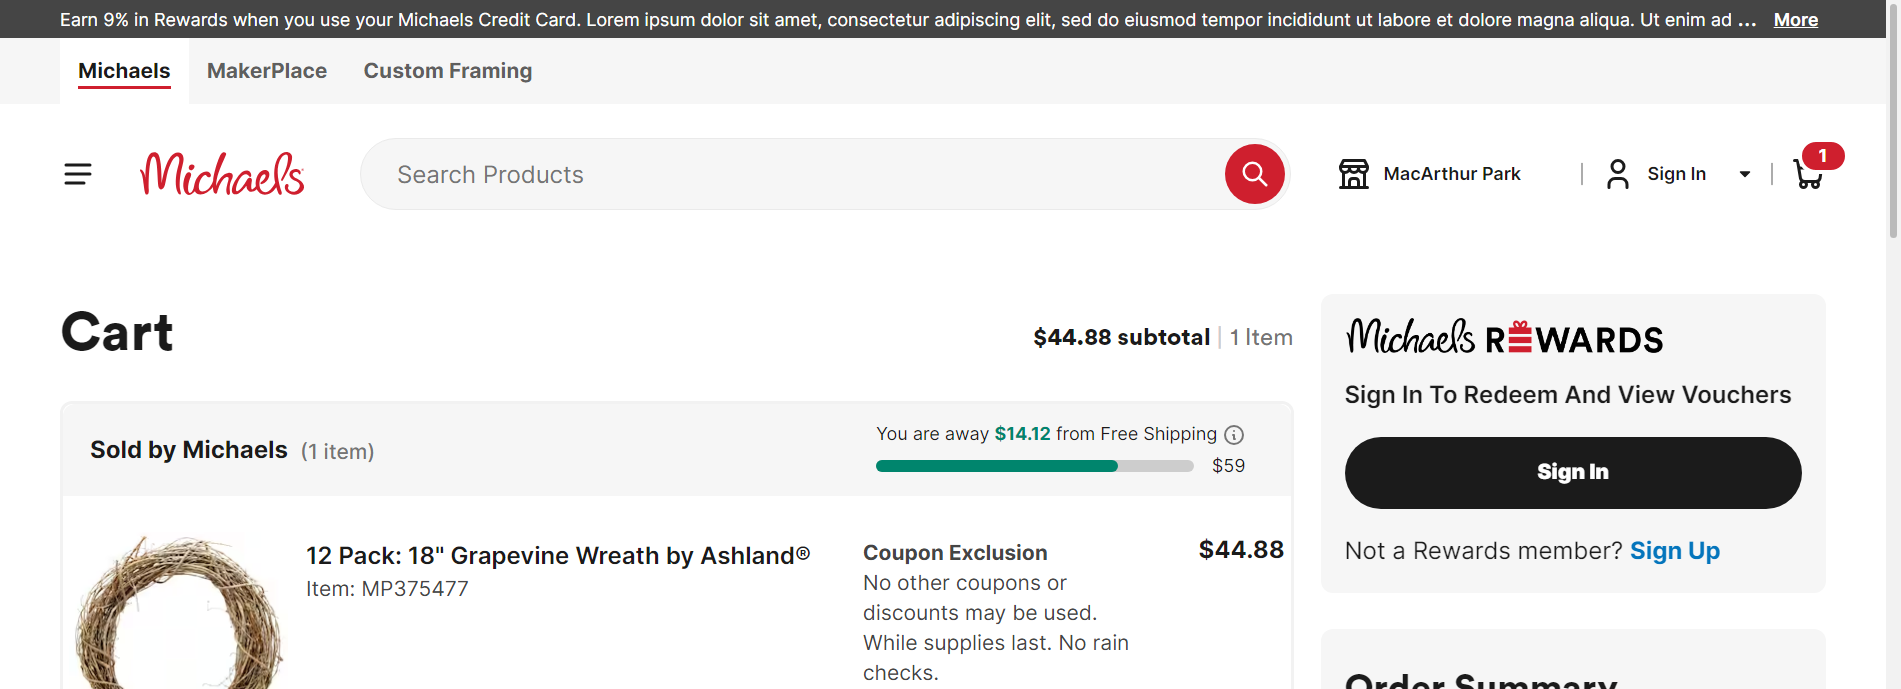 Earn 9% in Rewards when you use your Michaels Credit Card. Lorem ipsum dolor sit amet, consectetur adipiscing elit, sed do eiusmod tempor incididunt ut labore et dolore magna aliqua. Ut enim ad ... More
Michaels MakerPlace Custom Framing
Michaels Search Products MacArthur Park Sign In 1
Cart
$44.88 subtotal | 1 Item
Sold by Michaels (1 item)
You are away $14.12 from Free Shipping
$59
12 Pack: 18" Grapevine Wreath by Ashland®
Item: MP375477
Coupon Exclusion
No other coupons or
discounts may be used.
While supplies last. No rain
checks.
$44.88
Michaels REWARDS
Sign In To Redeem And View Vouchers
Sign In
Not a Rewards member? Sign Up
Order Summary